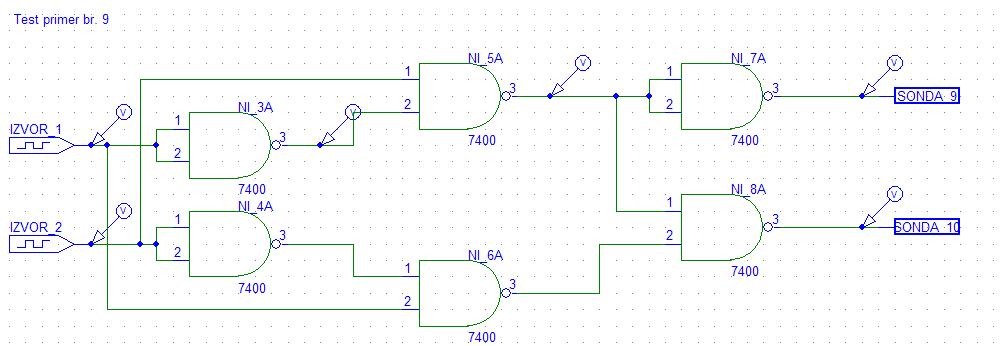 Test primer br. 9
NI_5A
NI_7A
1
2
3
7400
1
2
3
7400
V
V
SONDA_9
IZVOR_1
V
NI_3A
1
2
3
7400
V
IZVOR_2
V
NI_4A
1
2
3
7400
NI_6A
1
2
3
7400
NI_8A
1
2
3
7400
V
SONDA_10